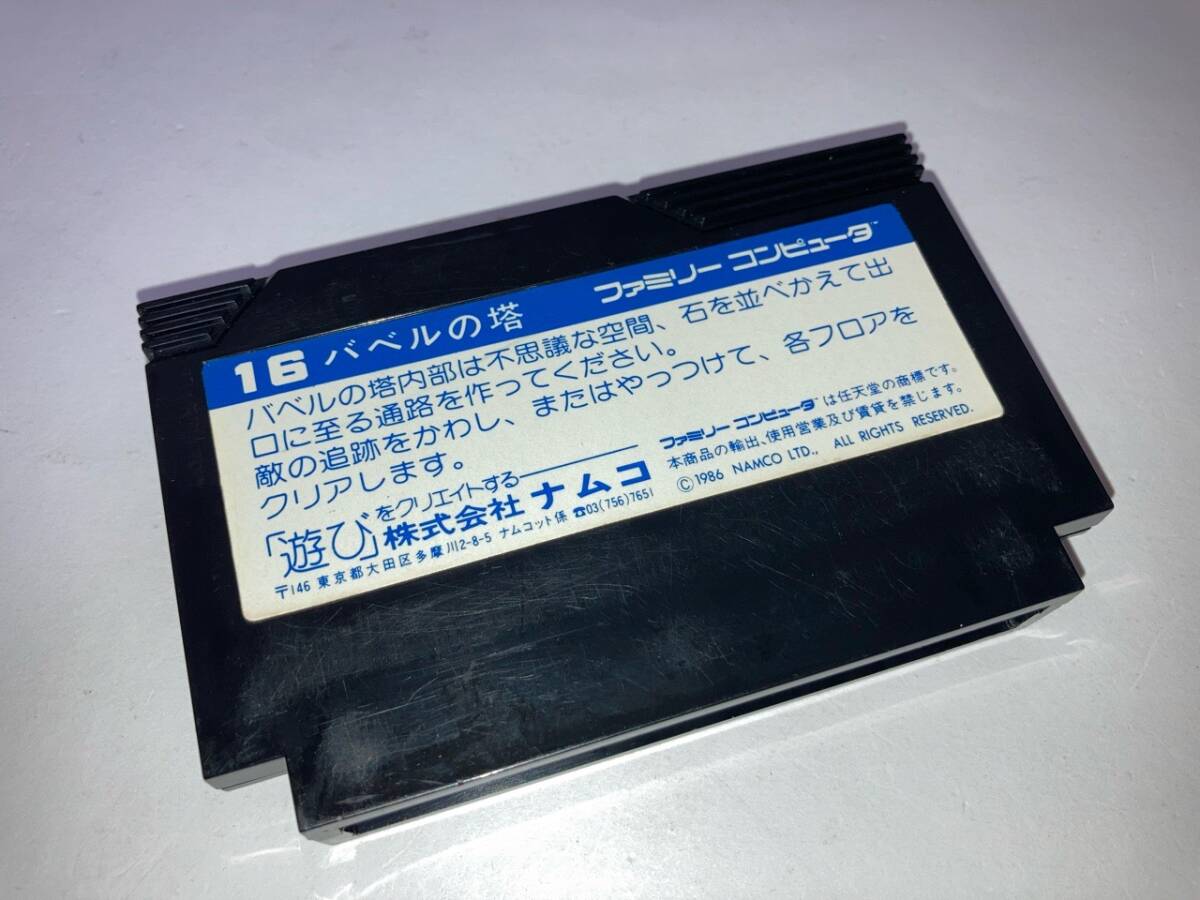 16 バベルの塔 ファミリー コンピュータ™
バベルの塔内部は不思議な空間、石を並べかえて出
口に至る通路を作ってください。
敵の追跡をかわし、またはやっつけて、各フロアを
クリアします。
「遊び」をクリエイトする
株式会社 ナムコ
〒146 東京都大田区多摩川2-8-5 ナムコット係 ☎03(756)7651
ファミリー コンピュータ™は任天堂の商標です。
本商品の輸出、使用営業及び賃貸を禁じます。
©1986 NAMCO LTD., ALL RIGHTS RESERVED.